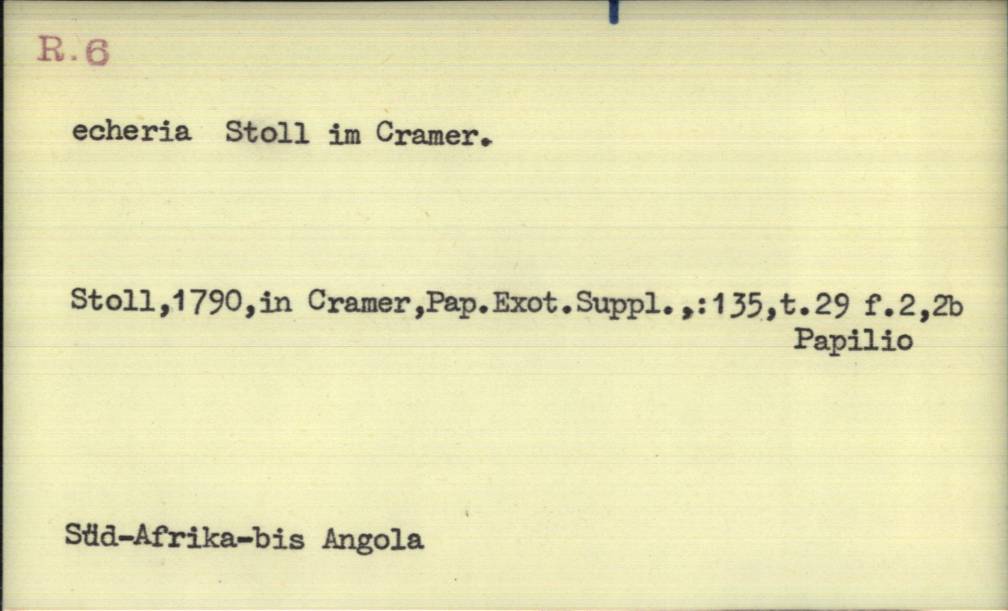 R.6
echeria Stoll im Cramer.
Stoll,1790,in Cramer,Pap.Exot.Suppl.,:135,t.29 f.2,2b
Papilio
Süd-Afrika-bis Angola